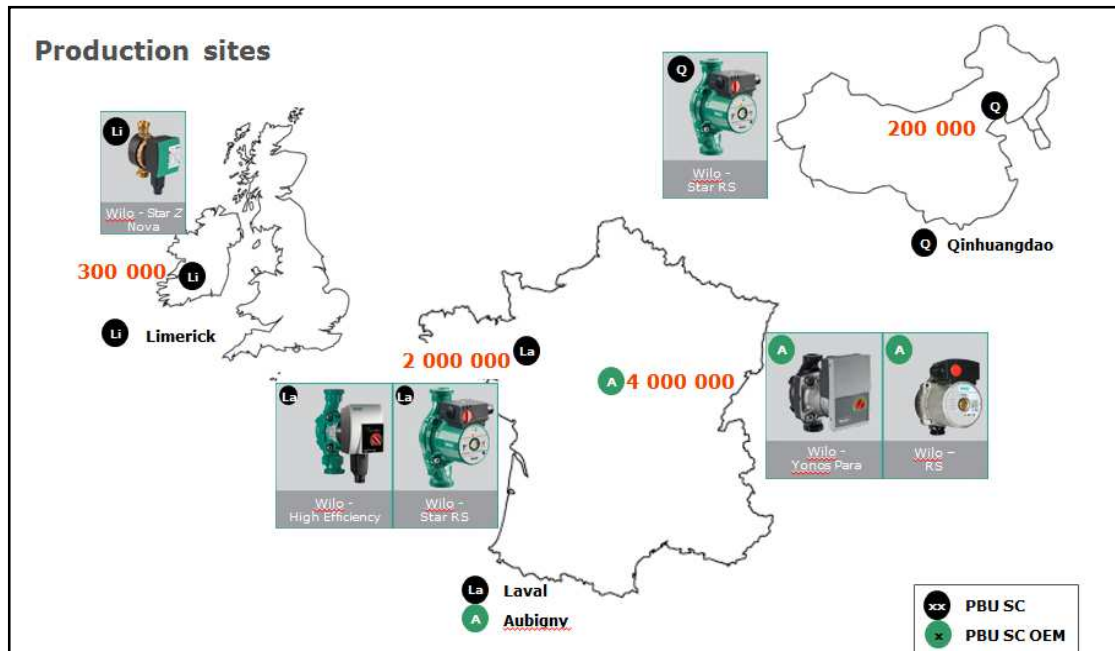 Production sites
Li
Wilo - Star Z
Nova
300 000
Li
Li Limerick
Q
Wilo -
Star RS
Q
200 000
Q Qinhuangdao
2 000 000
La
A
4 000 000
La
Wilo -
High Efficiency
La
Wilo -
Star RS
A
Wilo -
Yonos Para
A
Wilo –
RS
La Laval
A Aubigny
xx PBU SC
x PBU SC OEM